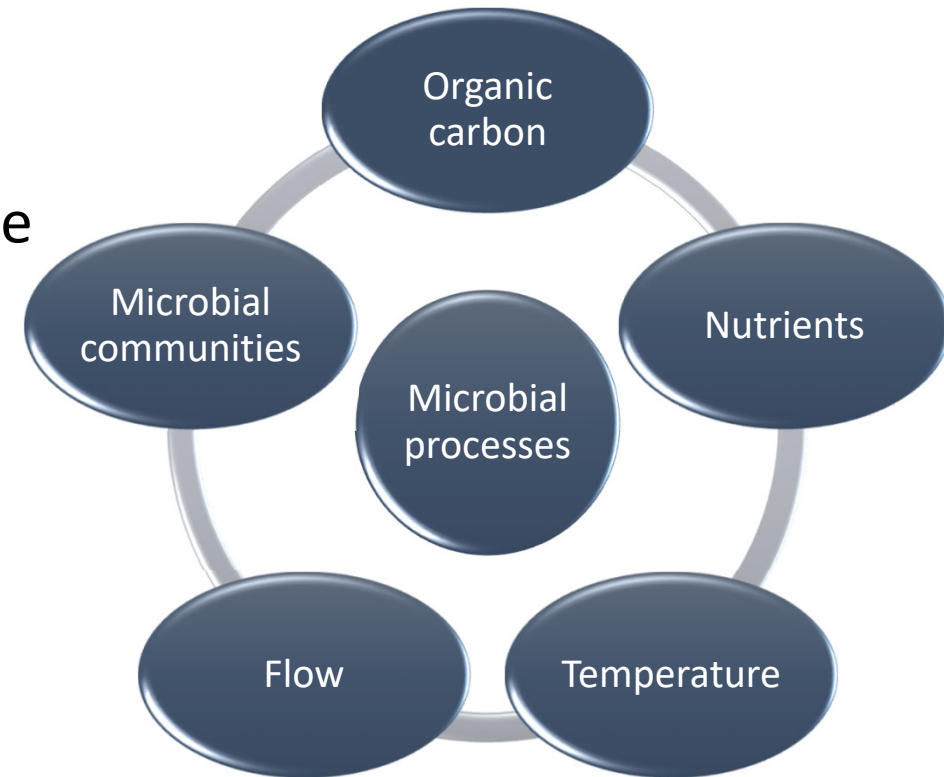 Organic
carbon
e
Microbial
communities
Nutrients
Microbial
processes
Flow
Temperature